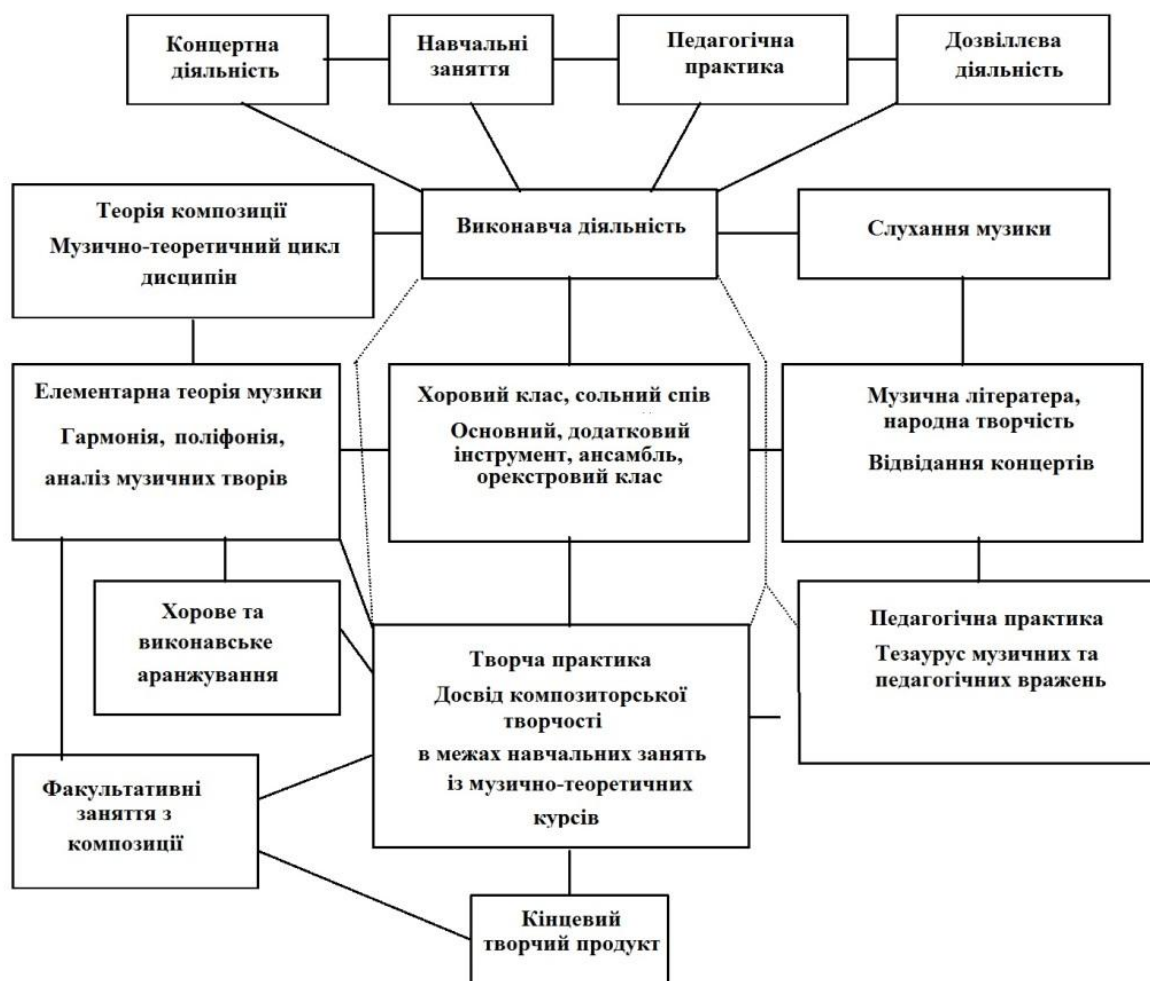 Концертна
діяльність
Навчальні
заняття
Педагогічна
практика
Дозвіллєва
діяльність
Теорія композиції
Музично-теоретичний цикл
дисципін
Виконавча діяльність
Слухання музики
Елементарна теорія музики
Гармонія, поліфонія,
аналіз музичних творів
Хоровий клас, сольний спів
Основний, додатковий
інструмент, ансамбль,
орекстровий клас
Музична літератера,
народна творчість
Відвідання концертів
Хорове та
виконавське
аранжування
Творча практика
Досвід композиторської
творчості
в межах навчальних занять
із музично-теоретичних
курсів
Педагогічна практика
Тезаурус музичних та
педагогічних вражень
Факультативні
заняття з
композиції
Кінцевий
творчий продукт